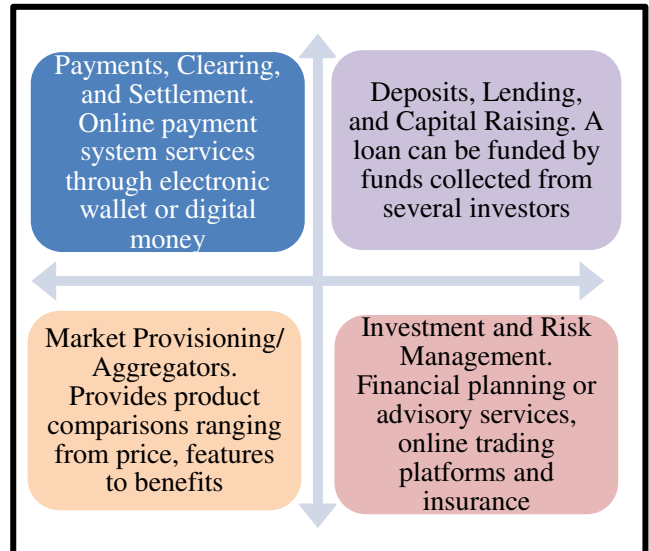 Payments, Clearing,
and Settlement.
Online payment
system services
through electronic
wallet or digital
money
Deposits, Lending,
and Capital Raising. A
loan can be funded by
funds collected from
several investors
Market Provisioning/
Aggregators.
Provides product
comparisons ranging
from price, features
to benefits
Investment and Risk
Management.
Financial planning or
advisory services,
online trading
platforms and
insurance